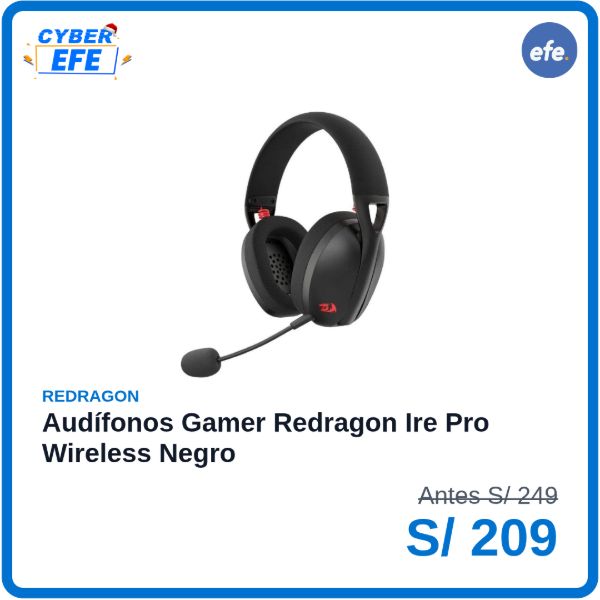 CYBER
EFE
efe.
REDRAGON
Audífonos Gamer Redragon Ire Pro
Wireless Negro
Antes S/ 249
S/ 209